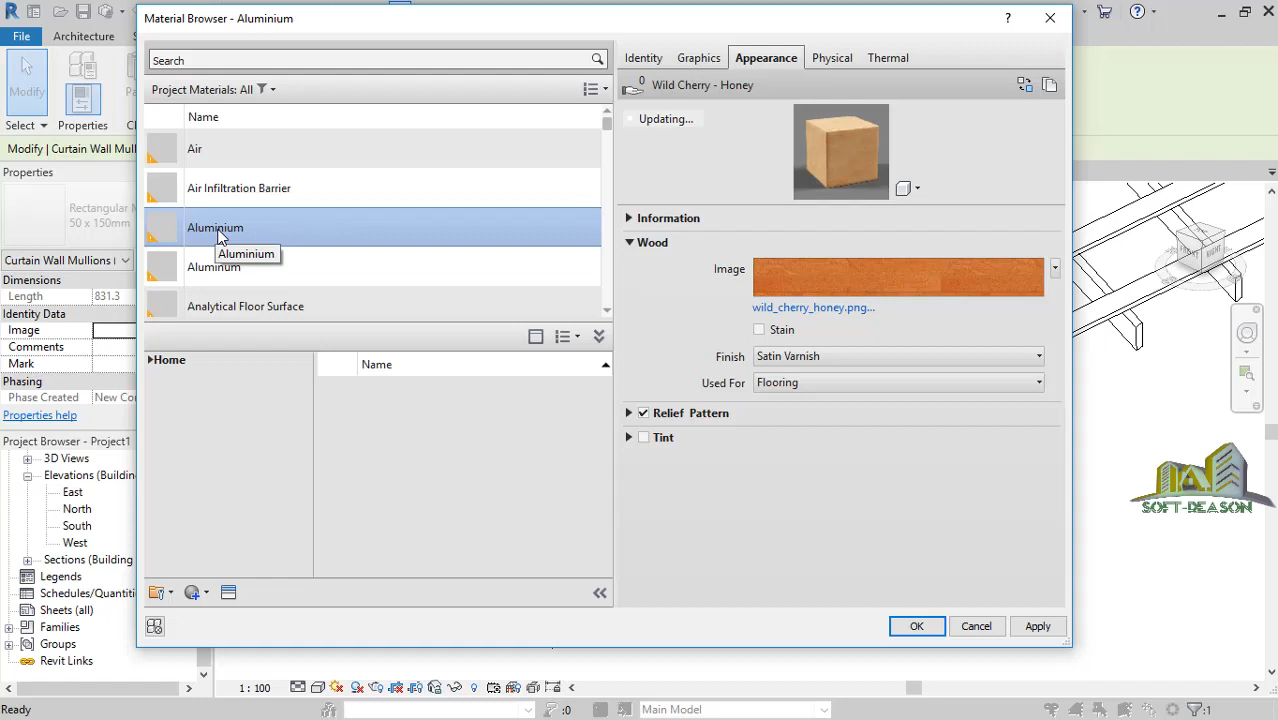 Material Browser - Aluminium
?
File
Architecture
Modify
Select
Properties
Modify | Curtain Wall Mull
Properties
Rectangular M
50 x 150mm
Curtain Wall Mullions (
Dimensions
Length 831.3
Identity Data
Image
Comments
Mark
Phasing
Phase Created New Con
Properties help
Project Browser - Project1
3D Views
Elevations (Buildin
East
North
South
West
Sections (Building
Legends
Schedules/Quantiti
Sheets (all)
Families
Groups
Revit Links
Search
Project Materials: All
Name
Air
Air Infiltration Barrier
Aluminium
Aluminium
Aluminum
Analytical Floor Surface
Home
Name
Identity Graphics Appearance Physical Thermal
0
Wild Cherry - Honey
Updating...
Information
Wood
Image
wild_cherry_honey.png...
Stain
Finish Satin Varnish
Used For Flooring
Relief Pattern
Tint
OK Cancel Apply
RIGHT
SOFT-REASON
1 : 100
Ready
:0
Main Model
:1